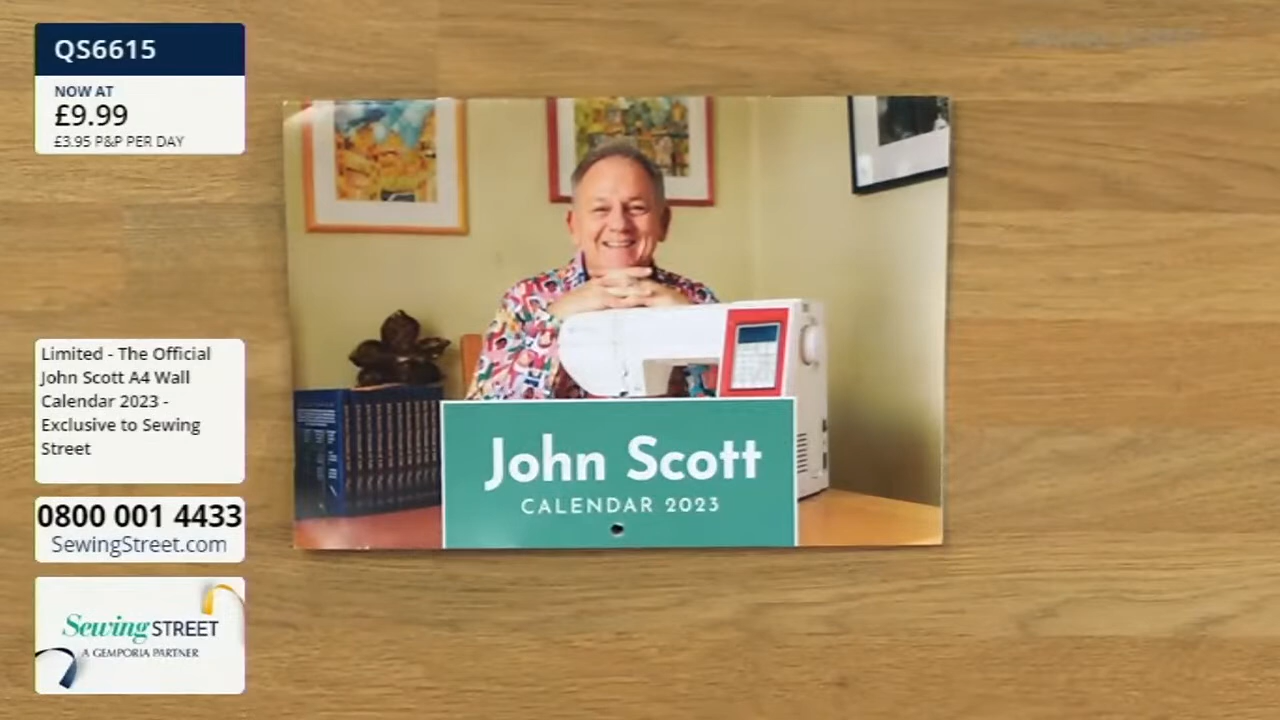 QS6615
NOW AT
£9.99
£3.95 P&P PER DAY
Limited - The Official
John Scott A4 Wall
Calendar 2023 -
Exclusive to Sewing
Street
0800 001 4433
SewingStreet.com
Sewing STREET
A GEMPORIA PARTNER
John Scott
CALENDAR 2023